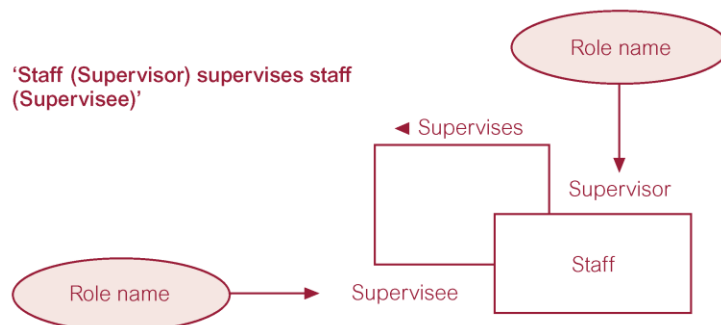 Role name
‘Staff (Supervisor) supervises staff
(Supervisee)’
◄ Supervises
Supervisor
Staff
Role name
Supervisee